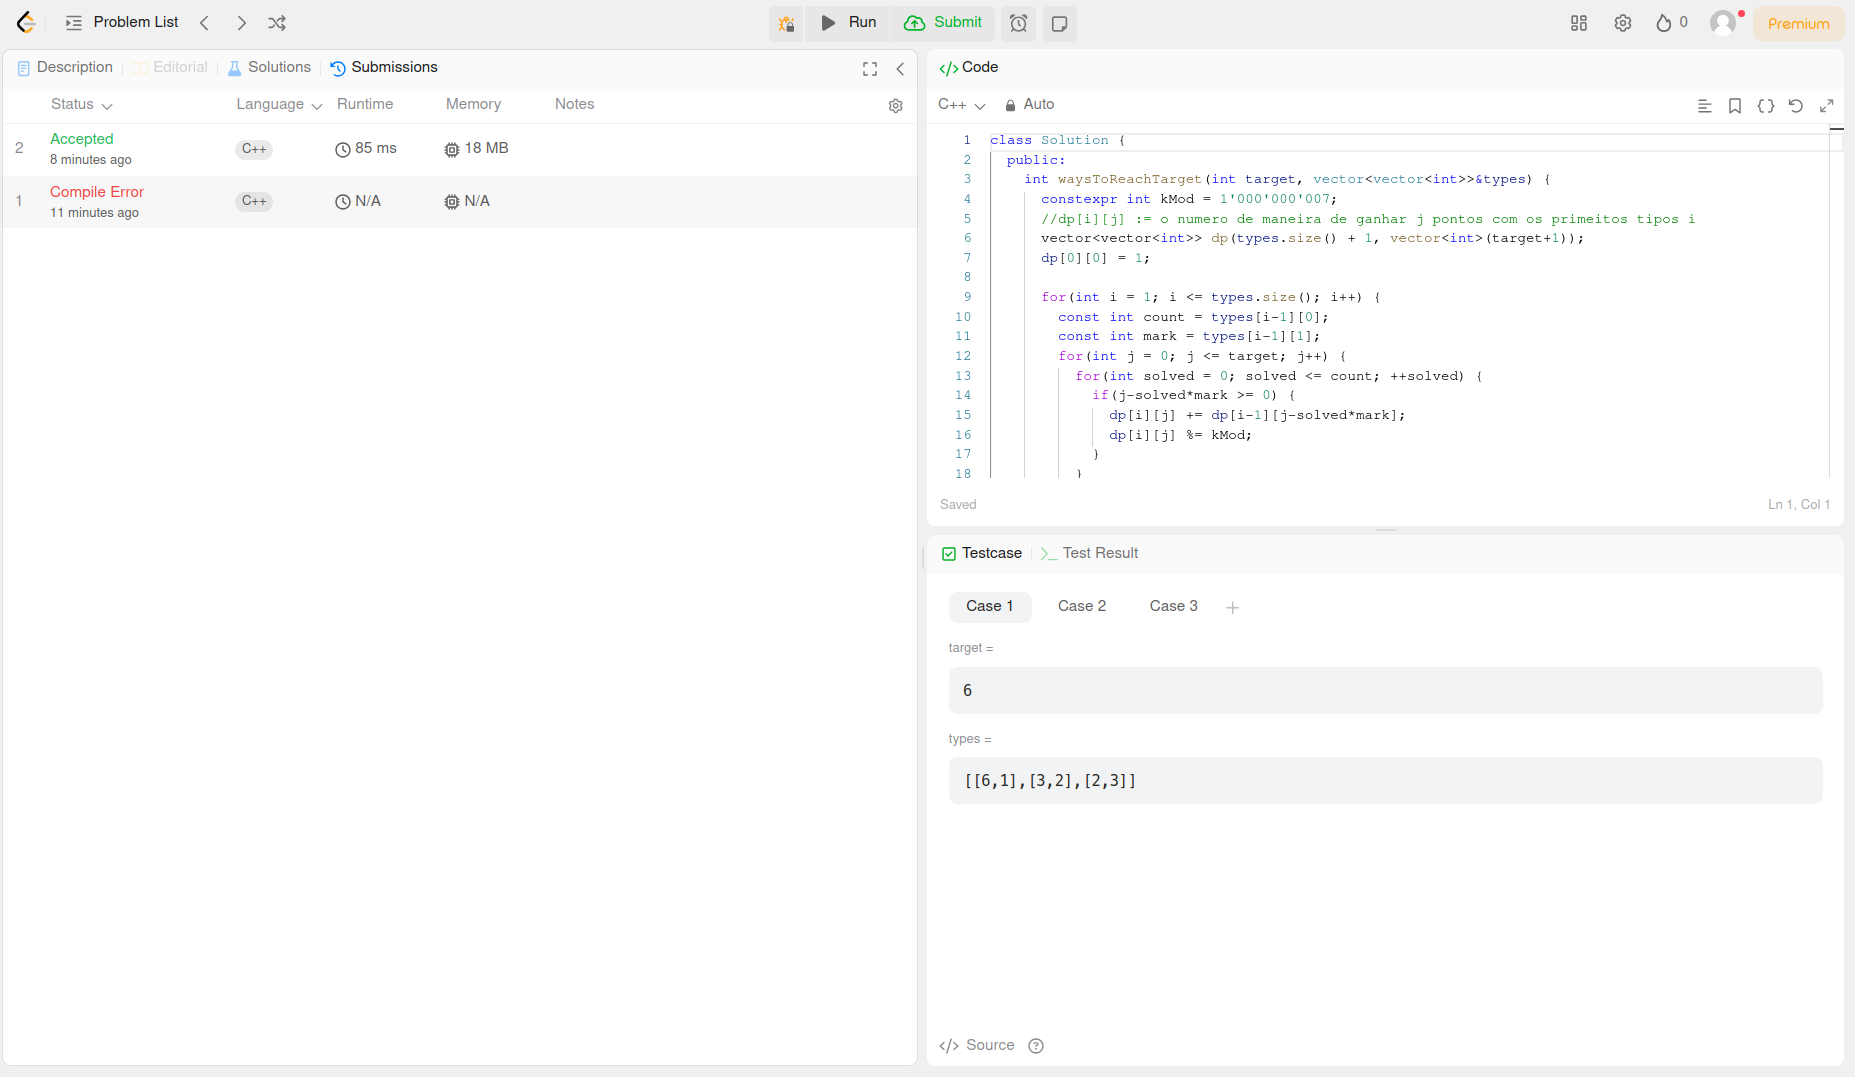 Problem List
Run
Submit
0
Premium
Description
Editorial
Solutions
Submissions
Status
Language
Runtime
Memory
Notes
2
Accepted
8 minutes ago
C++
85 ms
18 MB
1
Compile Error
11 minutes ago
C++
N/A
N/A
</> Code
C++
Auto
1 class Solution {
2 public:
3 int waysToReachTarget(int target, vector<vector<int>>&types) {
4 constexpr int kMod = 1'000'000'007;
5 //dp[i][j] := o numero de maneira de ganhar j pontos com os primeitos tipos i
6 vector<vector<int>> dp(types.size() + 1, vector<int>(target+1));
7 dp[0][0] = 1;
8
9 for(int i = 1; i <= types.size(); i++) {
10 const int count = types[i-1][0];
11 const int mark = types[i-1][1];
12 for(int j = 0; j <= target; j++) {
13 for(int solved = 0; solved <= count; ++solved) {
14 if(j-solved*mark >= 0) {
15 dp[i][j] += dp[i-1][j-solved*mark];
16 dp[i][j] %= kMod;
17 }
18 }
Saved
Ln 1, Col 1
Testcase
Test Result
Case 1
Case 2
Case 3
target =
6
types =
[[6,1],[3,2],[2,3]]
</> Source